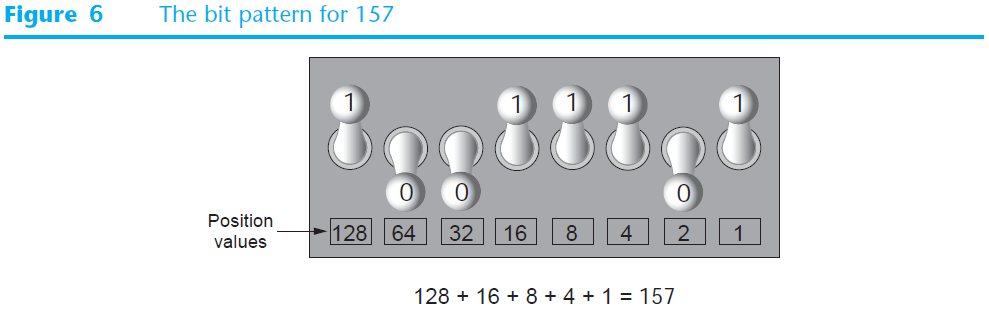 Figure 6 The bit pattern for 157
1 1 1 1 1
0 0 0
Position
values
128 64 32 16 8 4 2 1
128 + 16 + 8 + 4 + 1 = 157